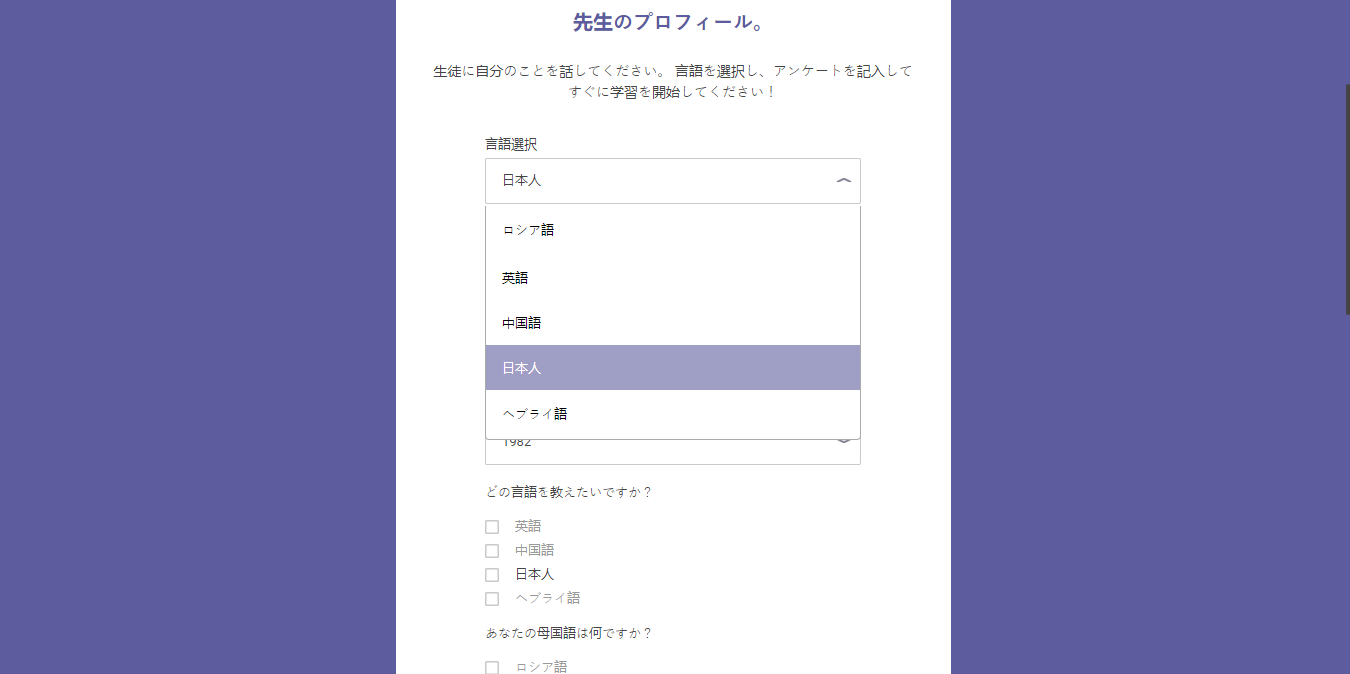 先生のプロフィール。
生徒に自分のことを話してください。 言語を選択し、アンケートを記入して
すぐに学習を開始してください！
言語選択
日本人
ロシア語
英語
中国語
日本人
ヘブライ語
1982
どの言語を教えたいですか？
英語
中国語
日本人
ヘブライ語
あなたの母国語は何ですか？
ロシア語